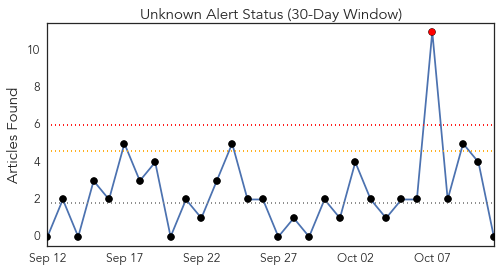 Unknown Alert Status (30-Day Window)
Articles Found
10
8
6
4
2
0
Sep 12 Sep 17 Sep 22 Sep 27 Oct 02 Oct 07